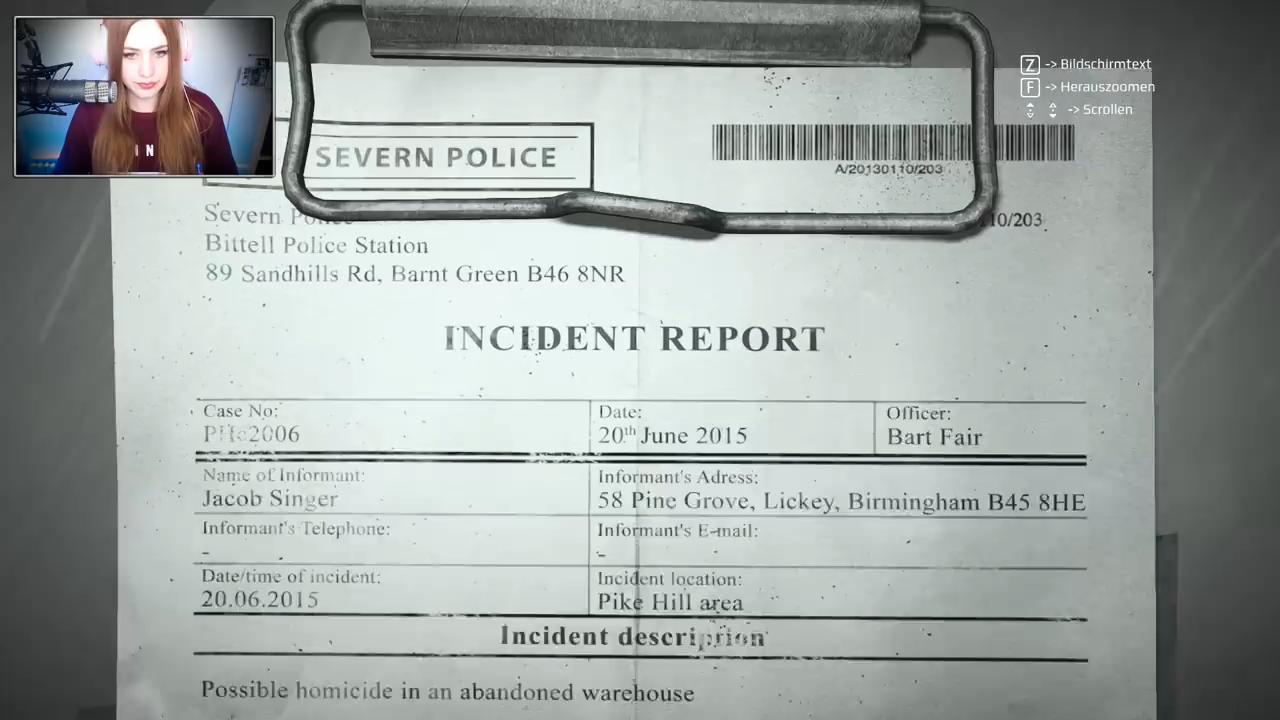 Z -> Bildschirmtext
F -> Herauszoomen
-> Scrollen
IN
SEVERN POLICE
A/20130110/203
10/203
Severn Police
Bittell Police Station
89 Sandhills Rd, Barnt Green B46 8NR
INCIDENT REPORT
Case No:
Date:
Officer:
2006
20th June 2015
Bart Fair
Name of Informant:
Informant's Adress:
Jacob Singer
58 Pine Grove, Lickey, Birmingham B45 8HE
Informant's Telephone:
Informant's E-mail:
-
-
Date/time of incident:
Incident location:
20.06.2015
Pike Hill area
Incident description
Possible homicide in an abandoned warehouse